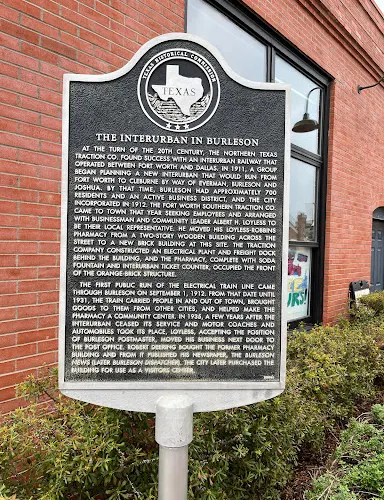 TEXAS HISTORICAL COMMISSION
TEXAS
THE INTERURBAN IN BURLESON
AT THE TURN OF THE 20TH CENTURY, THE NORTHERN TEXAS
TRACTION CO. FOUND SUCCESS WITH AN INTERURBAN RAILWAY THAT
OPERATED BETWEEN FORT WORTH AND DALLAS. IN 1911, A GROUP
BEGAN PLANNING A NEW INTERURBAN THAT WOULD RUN FROM
FORT WORTH TO CLEBURNE BY WAY OF EVERMAN, BURLESON AND
JOSHUA. BY THAT TIME, BURLESON HAD APPROXIMATELY 700
RESIDENTS AND AN ACTIVE BUSINESS DISTRICT, AND THE CITY
INCORPORATED IN 1912. THE FORT WORTH SOUTHERN TRACTION CO.
CAME TO TOWN THAT YEAR SEEKING EMPLOYEES AND ARRANGED
WITH BUSINESSMAN AND COMMUNITY LEADER ALBERT H. LOYLESS TO
BE THEIR LOCAL REPRESENTATIVE. HE MOVED HIS LOYLESS-ROBBINS
PHARMACY FROM A TWO-STORY WOODEN BUILDING ACROSS THE
STREET TO A NEW BRICK BUILDING AT THIS SITE. THE TRACTION
COMPANY CONSTRUCTED AN ELECTRICAL PLANT AND FREIGHT DOCK
BEHIND THE BUILDING, AND THE PHARMACY, COMPLETE WITH SODA
FOUNTAIN AND INTERURBAN TICKET COUNTER, OCCUPIED THE FRONT
OF THE ORANGE-BRICK STRUCTURE.
THE FIRST PUBLIC RUN OF THE ELECTRICAL TRAIN LINE CAME
THROUGH BURLESON ON SEPTEMBER 1, 1912. FROM THAT DATE UNTIL
1931, THE TRAIN CARRIED PEOPLE IN AND OUT OF TOWN, BROUGHT
GOODS TO THEM FROM OTHER CITIES, AND HELPED MAKE THE
PHARMACY A COMMUNITY CENTER. IN 1935, A FEW YEARS AFTER THE
INTERURBAN CEASED ITS SERVICE AND MOTOR COACHES AND
AUTOMOBILES TOOK ITS PLACE, LOYLESS, ACCEPTING THE POSITION
OF BURLESON POSTMASTER, MOVED HIS BUSINESS NEXT DOOR TO
THE POST OFFICE. ROBERT DEERING BOUGHT THE FORMER PHARMACY
BUILDING AND FROM IT PUBLISHED HIS NEWSPAPER, THE BURLESON
NEWS (LATER BURLESON DISPATCHER). THE CITY LATER PURCHASED THE
BUILDING FOR USE AS A VISITORS CENTER.
URS!